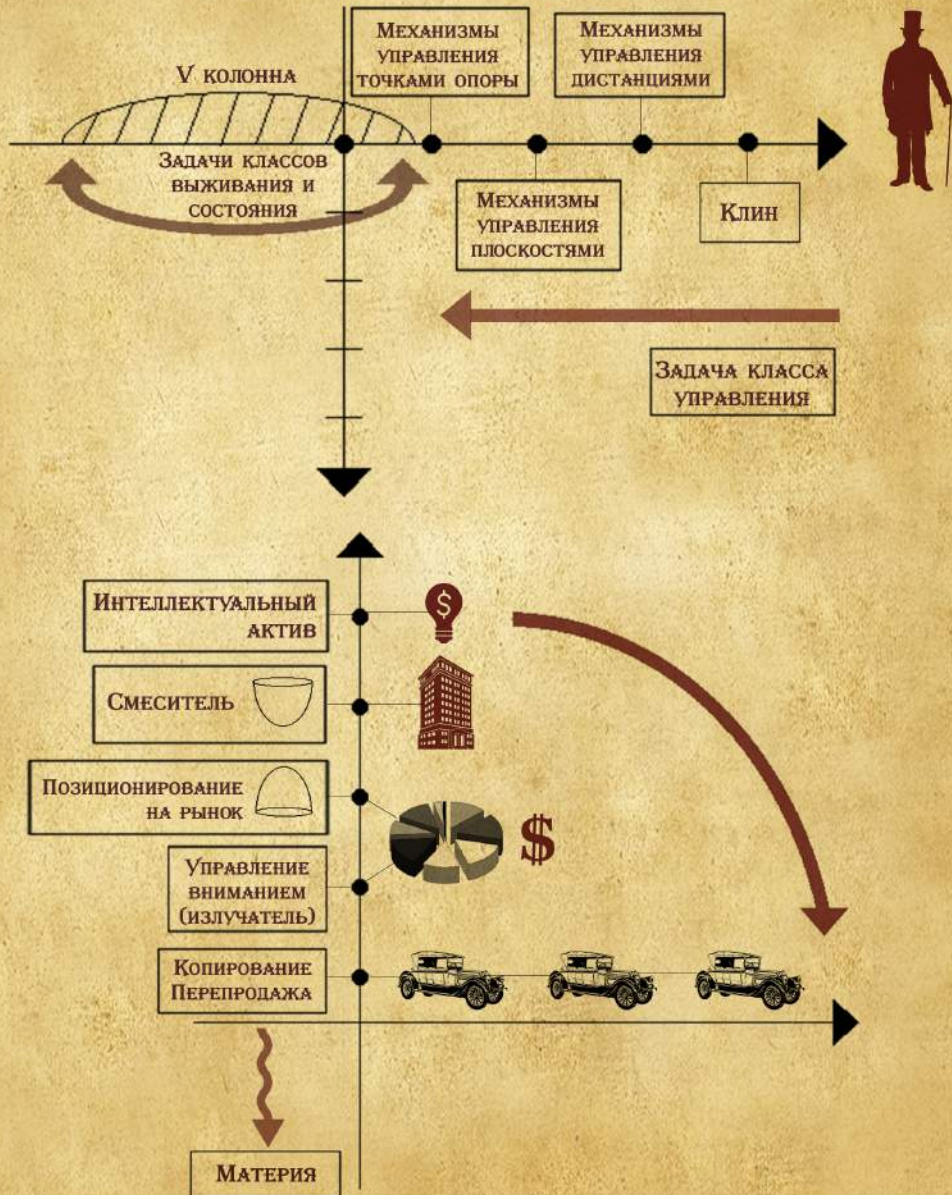 V колонна
Механизмы
управления
точками опоры
Механизмы
управления
дистанциями
Задачи классов
выживания и
состояния
Механизмы
управления
плоскостями
Клин
Задача класса
управления
Интеллектуальный
актив
$
Смеситель
Позиционирование
на рынок
$
Управление
вниманием
(излучатель)
Копирование
Перепродажа
Материя